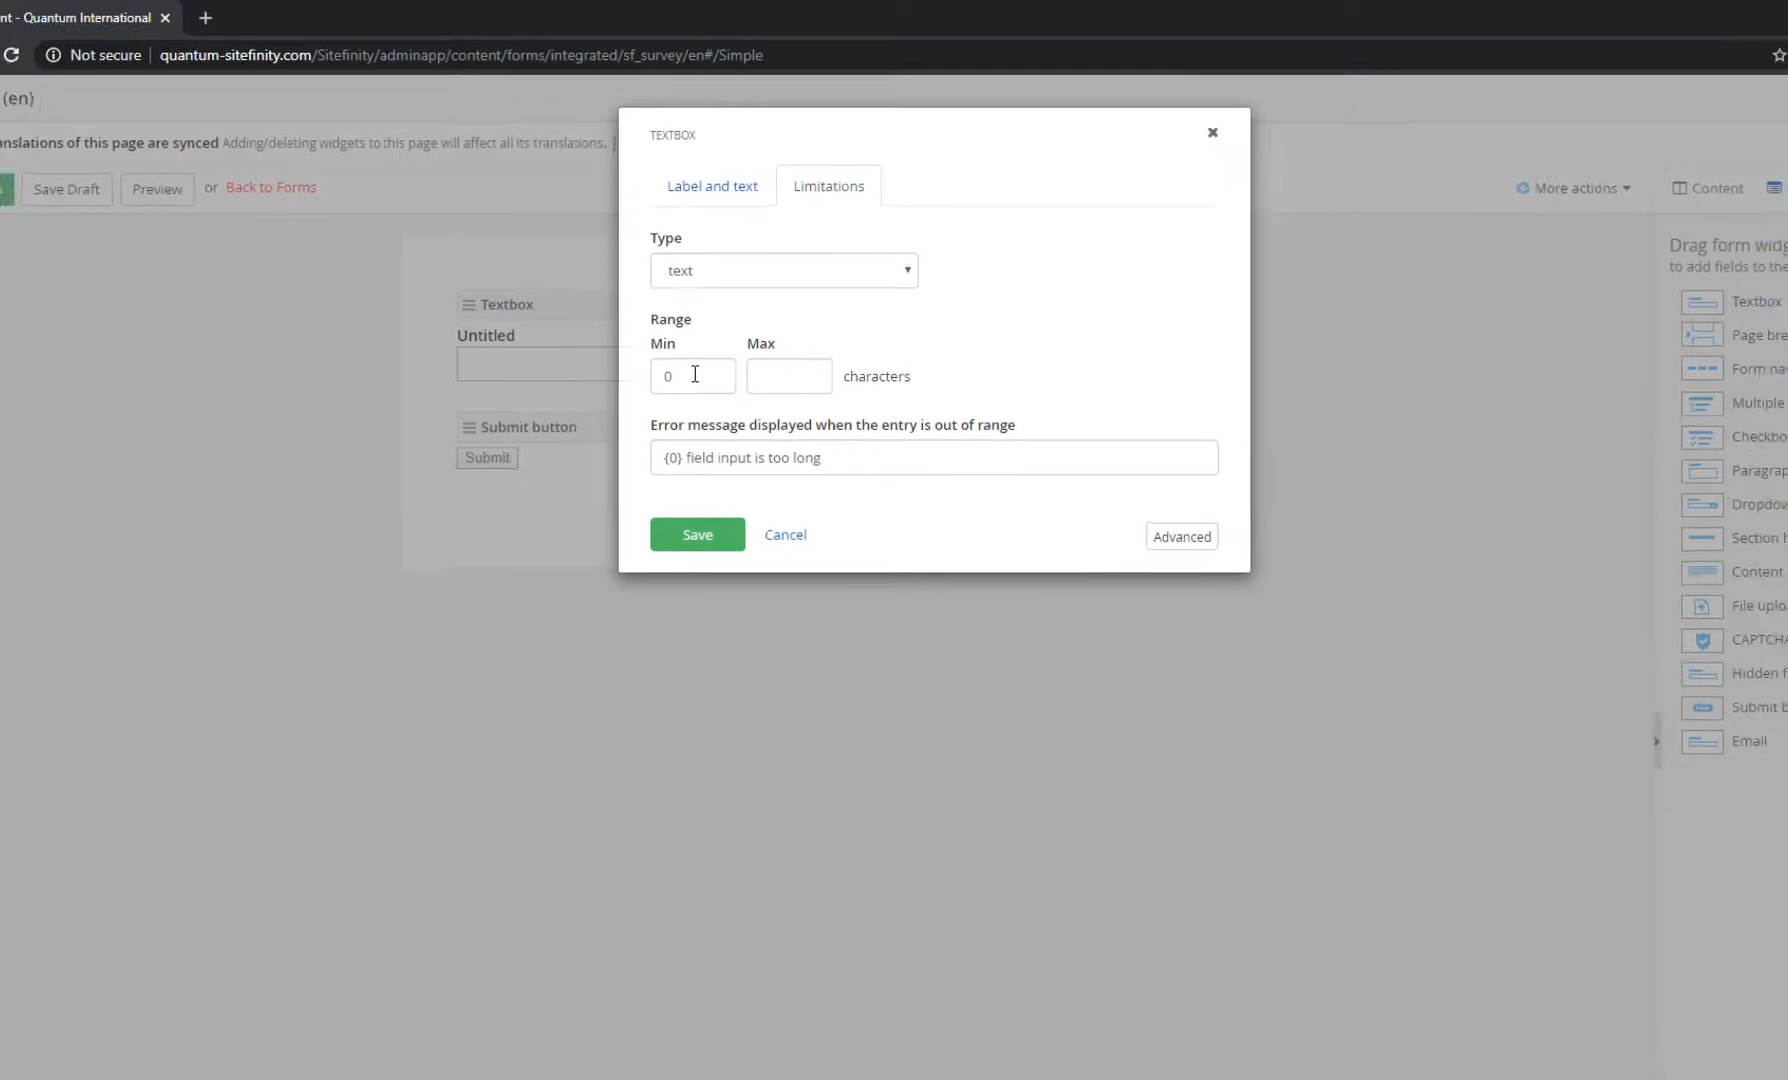 nt - Quantum International
Not secure
quantum-sitefinity.com/Sitefinity/adminapp/content/forms/integrated/sf_survey/en#/Simple
(en)
anslations of this page are synced Adding/deleting widgets to this page will affect all its translations.
Save Draft
Preview
or
Back to Forms
More actions
Content
TEXTBOX
Label and text
Limitations
Type
text
Range
Min
Max
0
characters
Error message displayed when the entry is out of range
{0} field input is too long
Save
Cancel
Advanced
Textbox
Untitled
Submit button
Submit
Drag form widg
to add fields to the
Textbox
Page bre
Form nav
Multiple
Checkbo
Paragrap
Dropdow
Section h
Content
File uplo
CAPTCHA
Hidden f
Submit b
Email